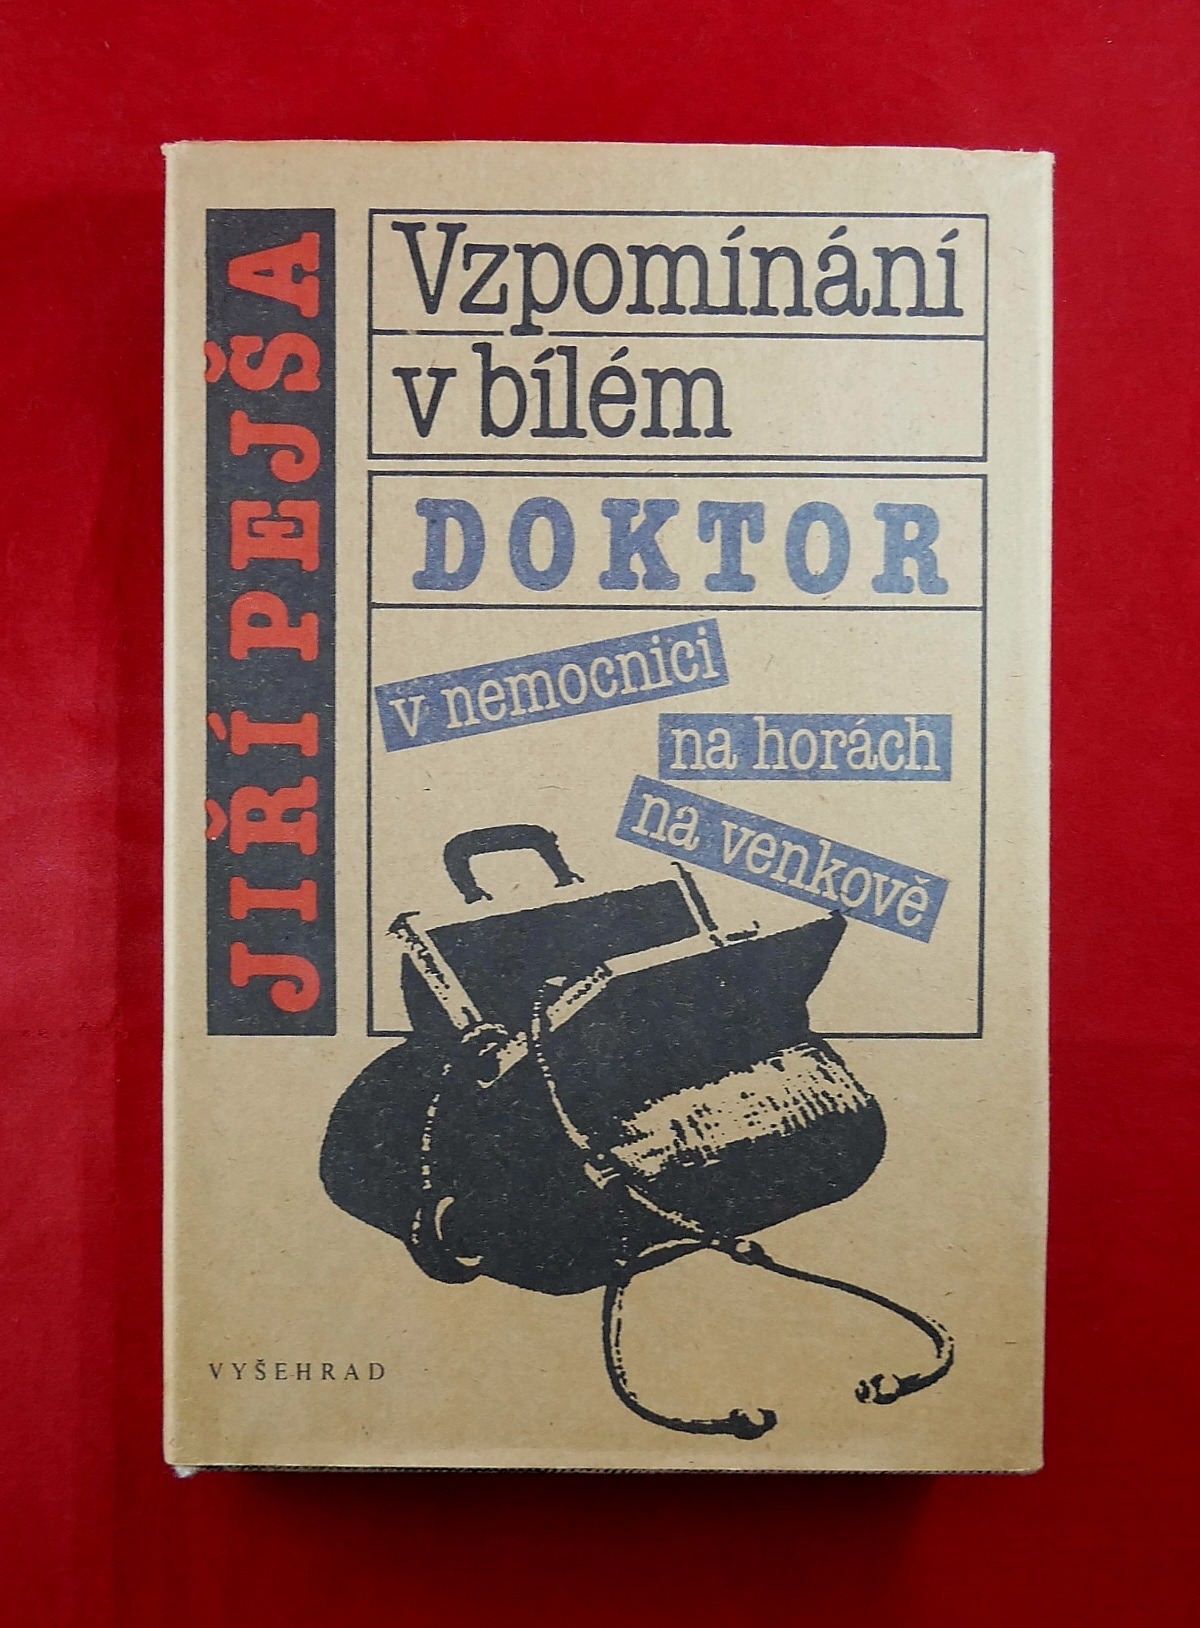 JIŘÍ PEJŠA
Vzpomínání
v bílém
DOKTOR
v nemocnici
na horách
na venkově
VYŠEHRAD